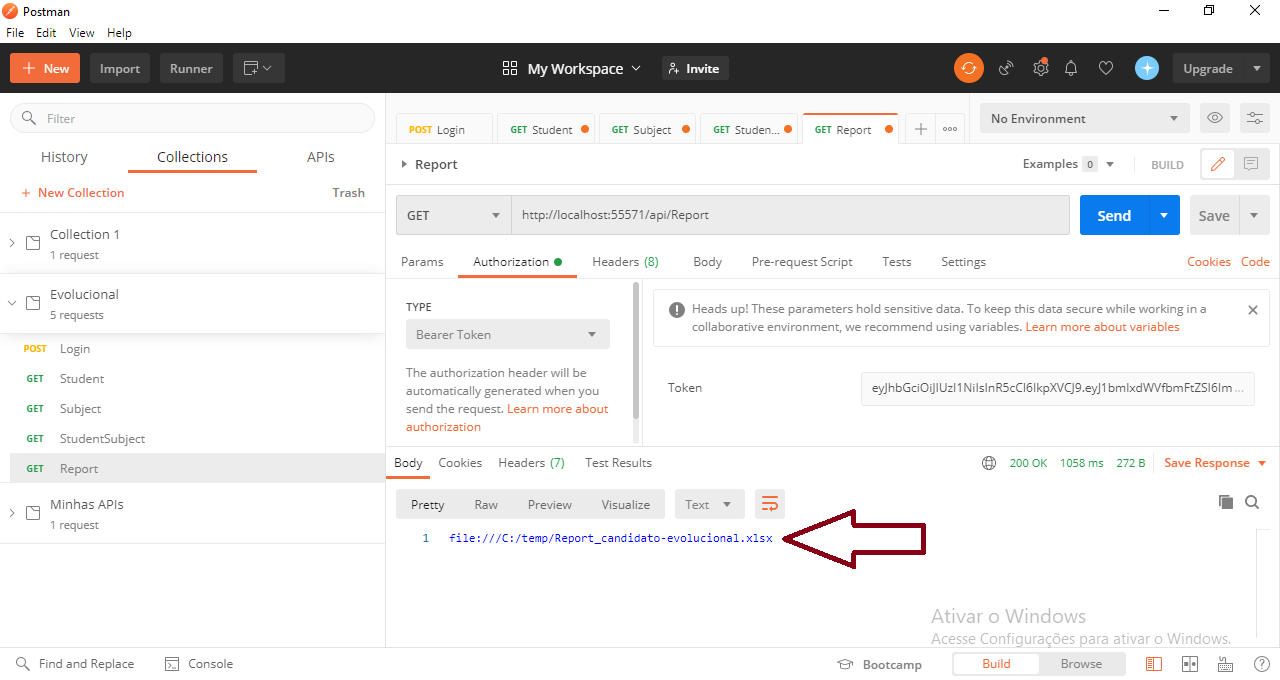 Postman
File Edit View Help
New Import Runner My Workspace Invite Upgrade
Filter
History Collections APIs
New Collection Trash
Collection 1
1 request
Evolucional
5 requests
POST Login
GET Student
GET Subject
GET StudentSubject
GET Report
Minhas APIs
1 request
POST Login GET Student GET Subject GET Studen... GET Report No Environment
Report Examples 0 BUILD
GET http://localhost:55571/api/Report Send Save
Params Authorization Headers (8) Body Pre-request Script Tests Settings Cookies Code
TYPE
Bearer Token
The authorization header will be
automatically generated when you
send the request. Learn more about
authorization
Heads up! These parameters hold sensitive data. To keep this data secure while working in a
collaborative environment, we recommend using variables. Learn more about variables
Token
Body Cookies Headers (7) Test Results 200 OK 1058 ms 272 B Save Response
Pretty Raw Preview Visualize Text
1 file:///C:/temp/Report_candidato-evolucional.xlsx
Ativar o Windows
Acesse Configurações para ativar o Windows.
Find and Replace Console Bootcamp Build Browse